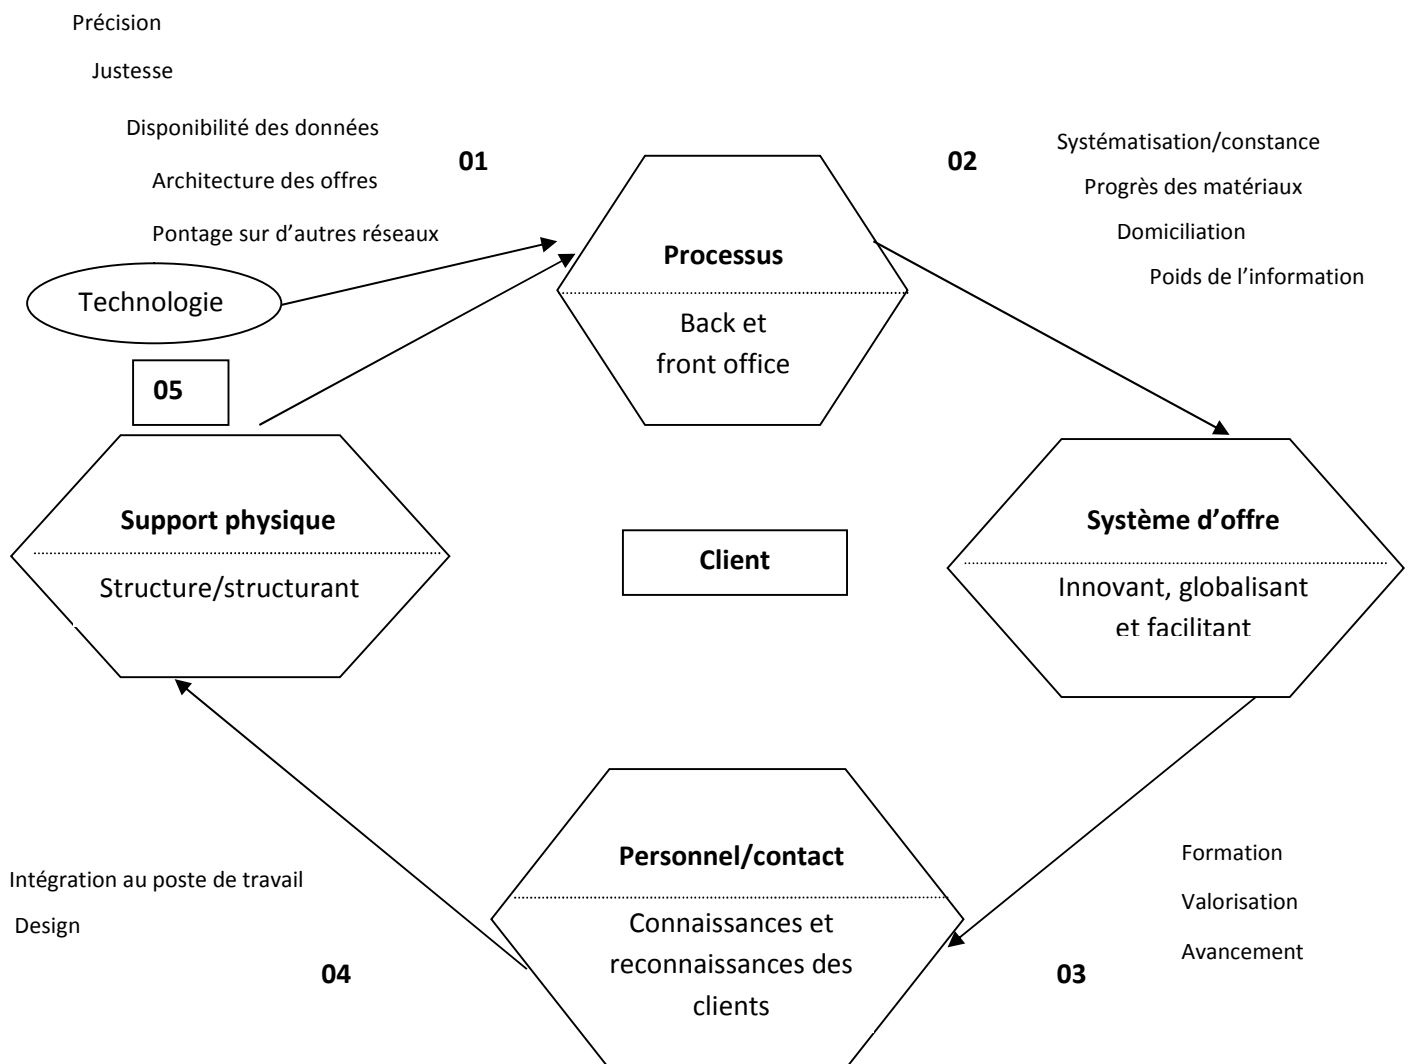 Précision
Justesse
Disponibilité des données
01
02
Systématisation/constance
Architecture des offres
Progrès des matériaux
Pontage sur d’autres réseaux
Domiciliation
Processus
Poids de l’information
Technologie
Back et
front office
05
Support physique
Système d’offre
Client
Structure/structurant
Innovant, globalisant
et facilitant
Personnel/contact
Formation
Intégration au poste de travail
Valorisation
Design
Connaissances et
Avancement
reconnaissances des
04
03
clients